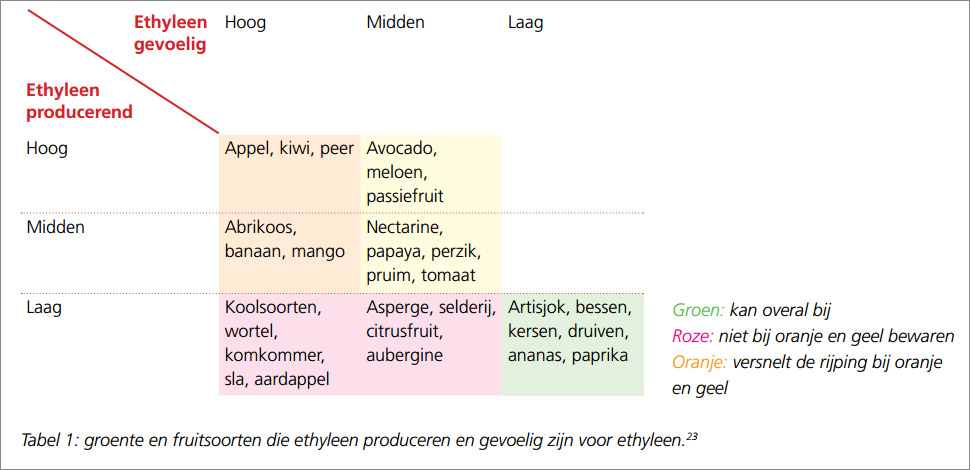 Ethyleen gevoelig Hoog Midden Laag
Ethyleen producerend
Hoog
Appel, kiwi, peer
Avocado,
meloen,
passiefruit
Midden
Abrikoos,
banaan, mango
Nectarine,
papaya, perzik,
pruim, tomaat
Laag
Koolsoorten,
wortel,
komkommer,
sla, aardappel
Asperge, selderij,
citrusfruit,
aubergine
Artisjok, bessen,
kersen, druiven,
ananas, paprika
Groen: kan overal bij
Roze: niet bij oranje en geel bewaren
Oranje: versnelt de rijping bij oranje
en geel
Tabel 1: groente en fruitsoorten die ethyleen produceren en gevoelig zijn voor ethyleen.²³